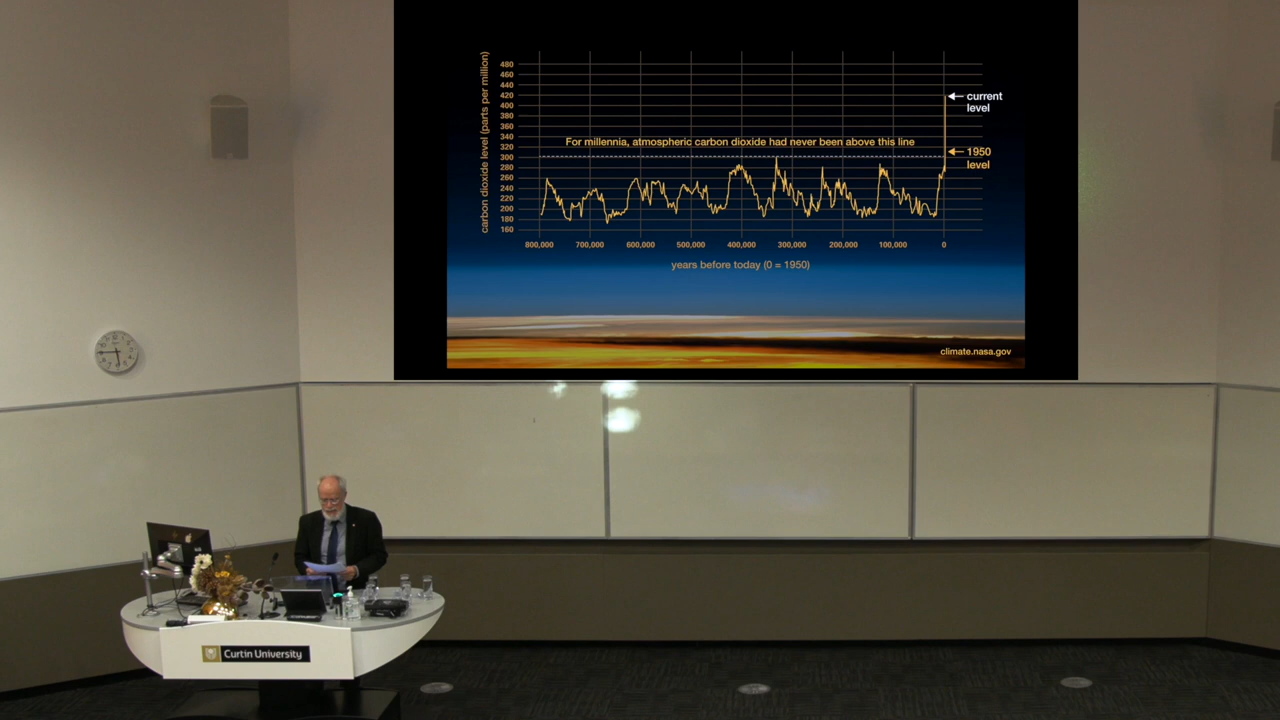 carbon dioxide level (parts per million)
480
460
440
420
400
380
360
340
320
300
280
260
240
220
200
180
160
current
level
For millennia, atmospheric carbon dioxide had never been above this line
1950
level
800,000 700,000 600,000 500,000 400,000 300,000 200,000 100,000 0
years before today (0 = 1950)
climate.nasa.gov
Curtin University